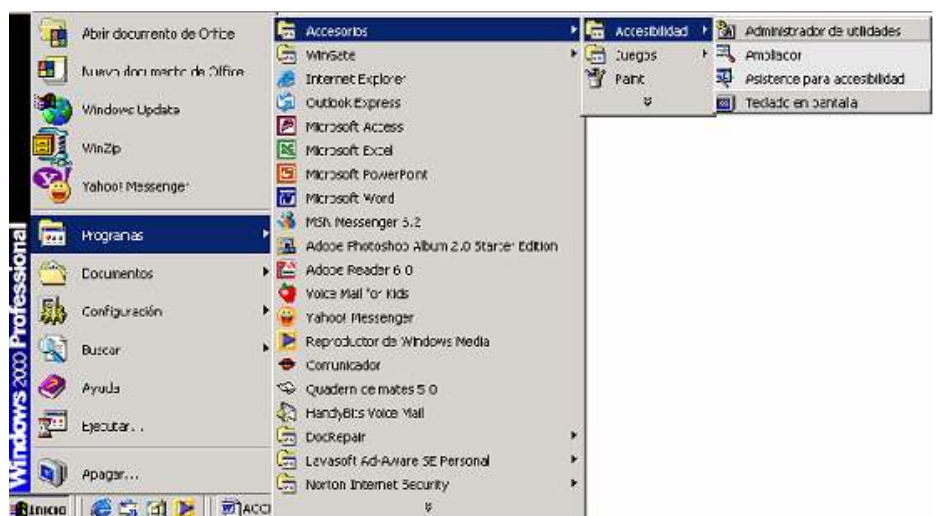 Windows 2000 Professional
Abrir documento de Office
Nuevo documento de Office
Windows Update
WinZip
Yahoo! Messenger
Programas
Documentos
Configuración
Buscar
Ayuda
Ejecutar...
Apagar...
Accesorios
WinGate
Internet Explorer
Outlook Express
Microsoft Access
Microsoft Excel
Microsoft PowerPoint
Microsoft Word
MSN Messenger 6.2
Adobe Photoshop Album 2.0 Starter Edition
Adobe Reader 6.0
Voice Mail for Kids
Yahoo! Messenger
Reproductor de Windows Media
Comunicador
Quadern de mates 5.0
HandyBits Voice Mail
DocRepair
Lavasoft Ad-Aware SE Personal
Norton Internet Security
Accesibilidad
Juegos
Paint
Administrador de utilidades
Ampliador
Asistente para accesibilidad
Teclado en pantalla
Inicio
ACCI